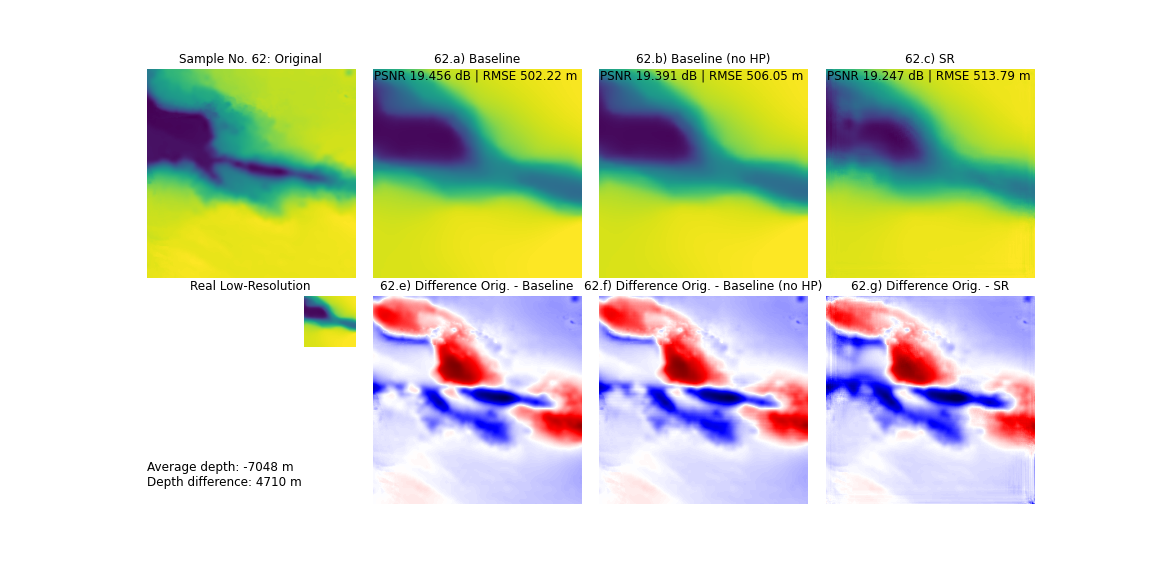 Sample No. 62: Original
62.a) Baseline
62.b) Baseline (no HP)
62.c) SR
PSNR 19.456 dB | RMSE 502.22 m
PSNR 19.391 dB | RMSE 506.05 m
PSNR 19.247 dB | RMSE 513.79 m
Real Low-Resolution
62.e) Difference Orig. - Baseline
62.f) Difference Orig. - Baseline (no HP)
62.g) Difference Orig. - SR
Average depth: -7048 m
Depth difference: 4710 m